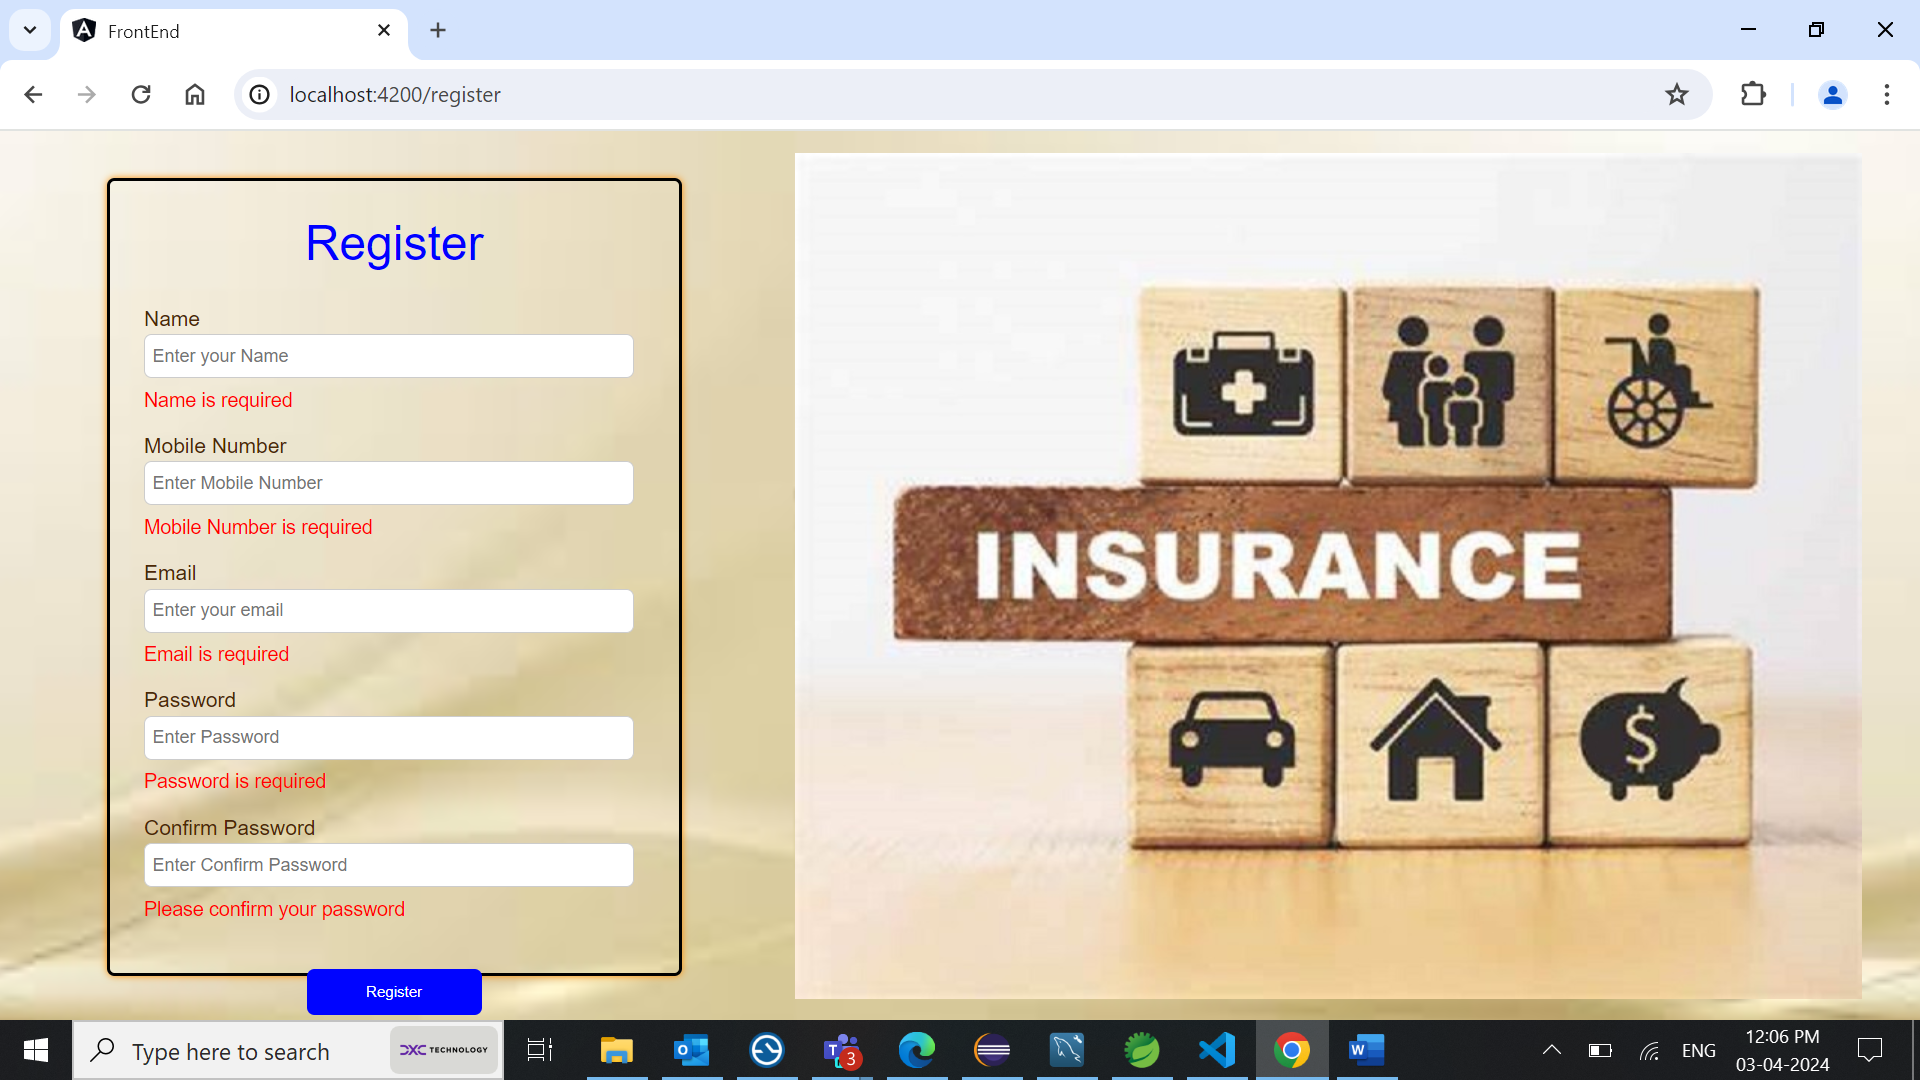 FrontEnd
localhost:4200/register
Register
Name
Enter your Name
Name is required
Mobile Number
Enter Mobile Number
Mobile Number is required
Email
Enter your email
Email is required
Password
Enter Password
Password is required
Confirm Password
Enter Confirm Password
Please confirm your password
Register
INSURANCE
$
Type here to search
DXC TECHNOLOGY
3
ENG
12:06 PM
03-04-2024